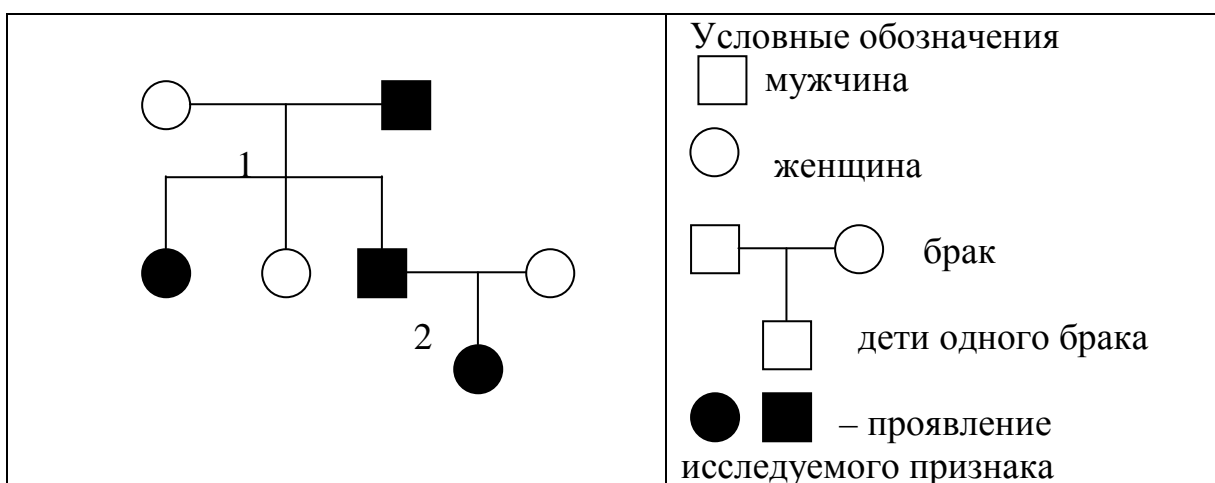 1
2
Условные обозначения
мужчина
женщина
брак
дети одного брака
– проявление
исследуемого признака